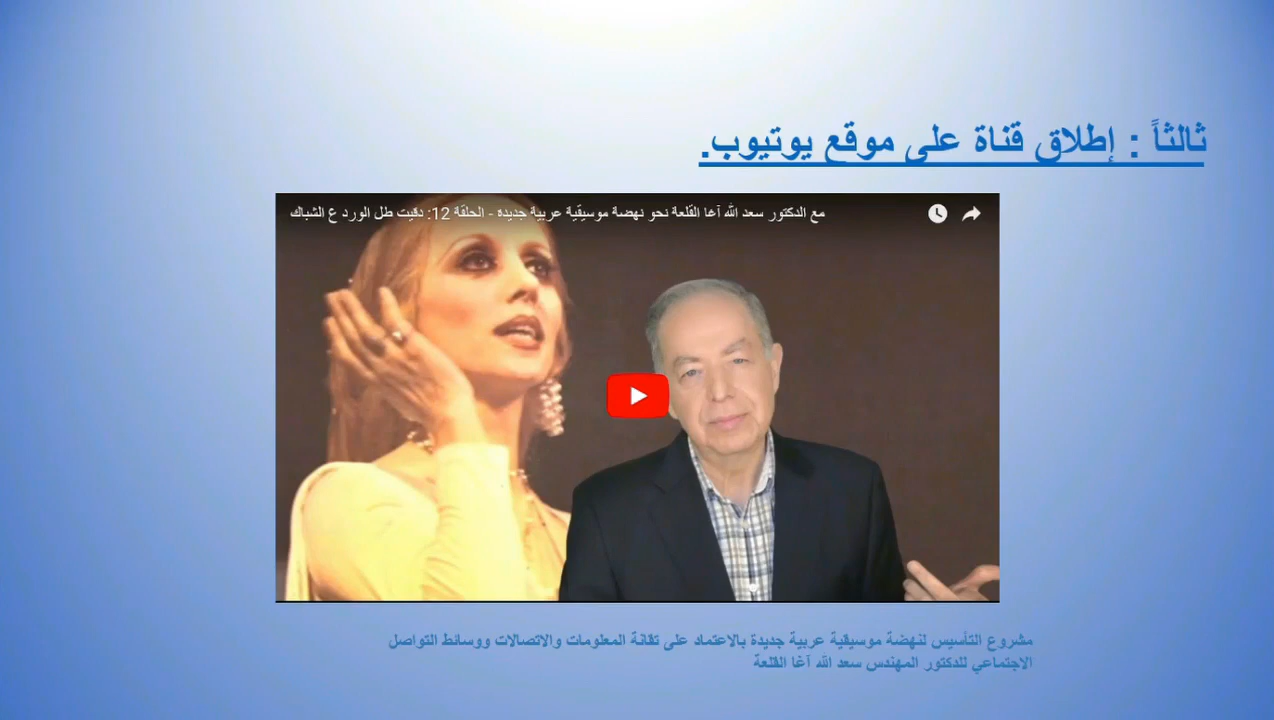 ثالثاً : إطلاق قناة على موقع يوتيوب.
مع الدكتور سعد الله آغا القلعة نحو نهضة موسيقية عربية جديدة - الحلقة 12: دقيت طل الورد ع الشباك
مشروع التأسيس لنهضة موسيقية عربية جديدة بالاعتماد على تقانة المعلومات والاتصالات ووسائط التواصل
الاجتماعي للدكتور المهندس سعد الله آغا القلعة